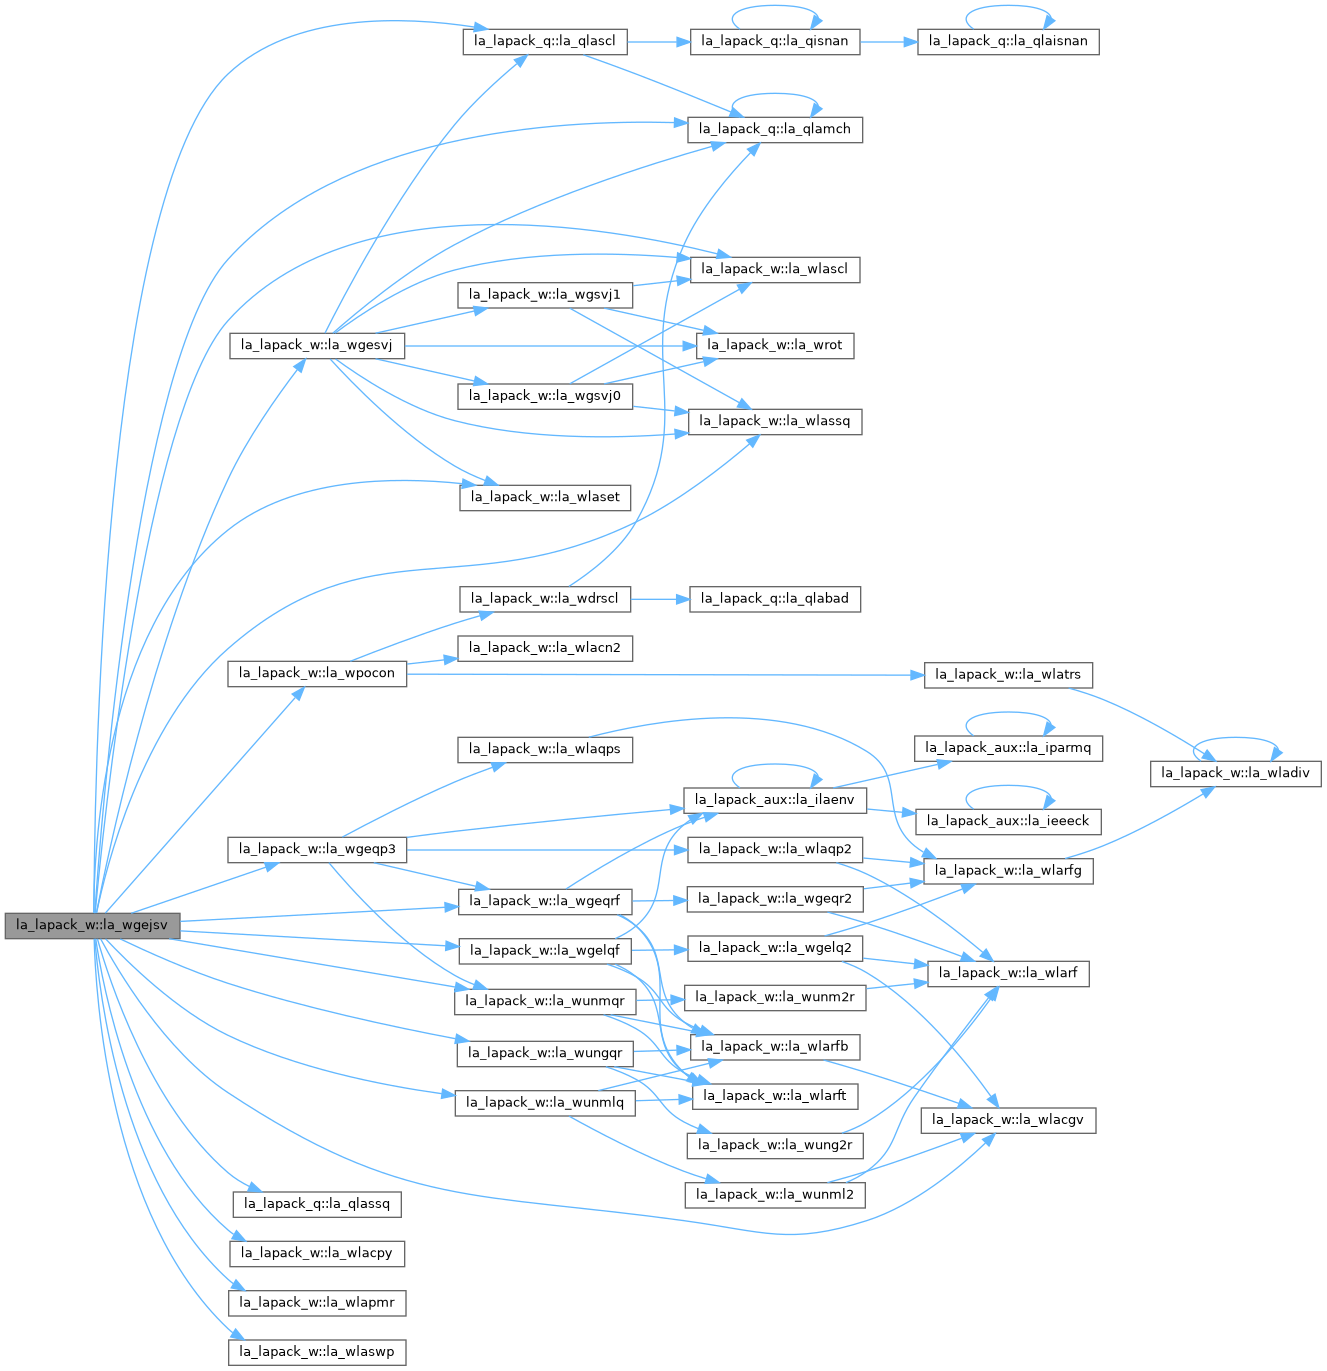 la_lapack_q::la_qlascl
la_lapack_q::la_qisnan
la_lapack_q::la_qlaisnan
la_lapack_q::la_qlamch
la_lapack_w::la_wlascl
la_lapack_w::la_wgsvj1
la_lapack_w::la_wgesvj
la_lapack_w::la_wrot
la_lapack_w::la_wgsvj0
la_lapack_w::la_wlassq
la_lapack_w::la_wlaset
la_lapack_w::la_wdrscl
la_lapack_q::la_qlabad
la_lapack_w::la_wlacn2
la_lapack_w::la_wpocon
la_lapack_w::la_wlatrs
la_lapack_w::la_wlaqps
la_lapack_aux::la_iparmq
la_lapack_w::la_wladiv
la_lapack_aux::la_ilaenv
la_lapack_aux::la_ieeeck
la_lapack_w::la_wgeqp3
la_lapack_w::la_wlaqp2
la_lapack_w::la_wlarfg
la_lapack_w::la_wgeqrf
la_lapack_w::la_wgeqr2
la_lapack_w::la_wgejsv
la_lapack_w::la_wgelqf
la_lapack_w::la_wgelq2
la_lapack_w::la_wlarf
la_lapack_w::la_wunmqr
la_lapack_w::la_wunm2r
la_lapack_w::la_wungqr
la_lapack_w::la_wlarfb
la_lapack_w::la_wunmlq
la_lapack_w::la_wlarft
la_lapack_w::la_wlacgv
la_lapack_w::la_wung2r
la_lapack_w::la_wunml2
la_lapack_q::la_qlassq
la_lapack_w::la_wlacpy
la_lapack_w::la_wlapmr
la_lapack_w::la_wlaswp